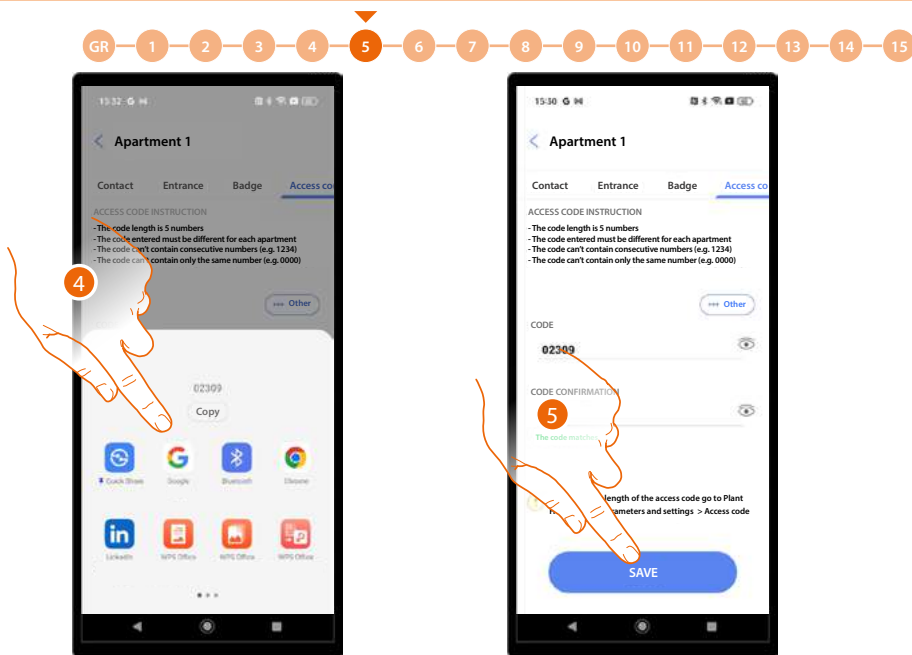 GR 1 2 3 4 5 6 7 8 9 10 11 12 13 14 15
15:32 G
Apartment 1
Contact Entrance Badge Access co
ACCESS CODE INSTRUCTION
- The code length is 5 numbers
- The code entered must be different for each apartment
- The code can't contain consecutive numbers (e.g. 1234)
- The code can't contain only the same number (e.g. 0000)
Other
4
02309
Copy
Quick Share Google Bluetooth Chrome
LinkedIn WPS Office WPS Office WPS Office
15:30 G
Apartment 1
Contact Entrance Badge Access co
ACCESS CODE INSTRUCTION
- The code length is 5 numbers
- The code entered must be different for each apartment
- The code can't contain consecutive numbers (e.g. 1234)
- The code can't contain only the same number (e.g. 0000)
Other
CODE
02309
CODE CONFIRMATION
5
The code matches
length of the access code go to Plant
rameters and settings > Access code
SAVE